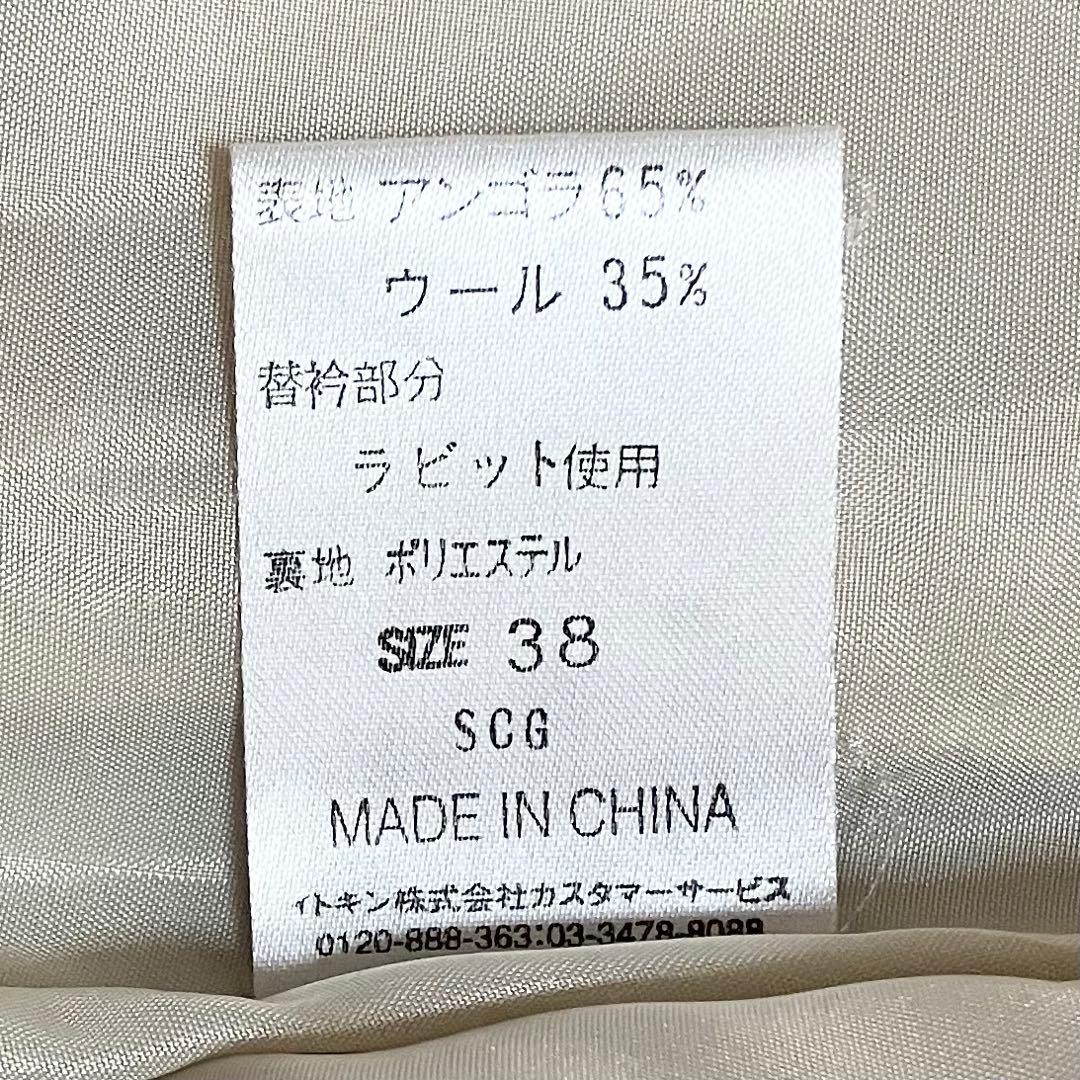 表地 アンゴラ65%
ウール 35%
替衿部分
ラビット使用
裏地 ポリエステル
SIZE 38
SCG
MADE IN CHINA
イトキン株式会社カスタマーサービス
0120-888-363:03-3478-8088